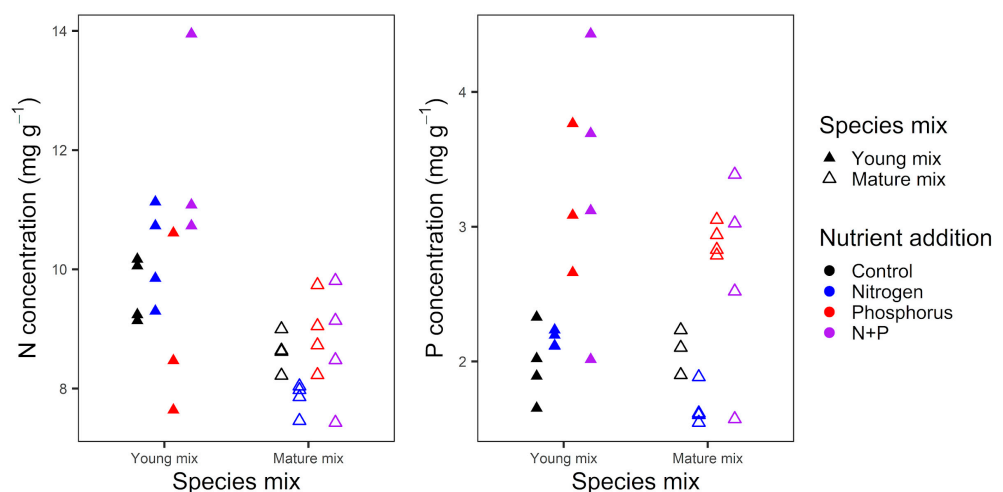 N concentration (mg g⁻¹)
14
12
10
8
Young mix
Mature mix
Species mix
P concentration (mg g⁻¹)
4
3
2
Young mix
Mature mix
Species mix
Species mix
Young mix
Mature mix
Nutrient addition
Control
Nitrogen
Phosphorus
N+P